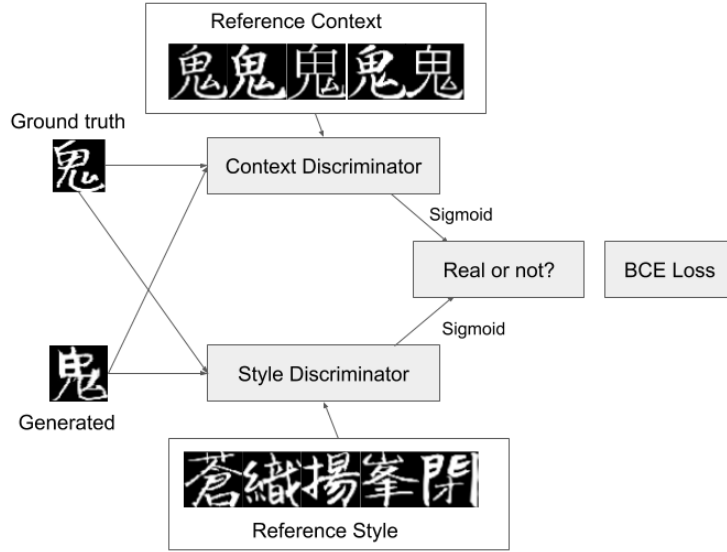 Reference Context
鬼鬼鬼鬼鬼
Ground truth
鬼
Context Discriminator
Sigmoid
Real or not?
BCE Loss
Sigmoid
鬼
Style Discriminator
Generated
蒼織揚峯閉
Reference Style